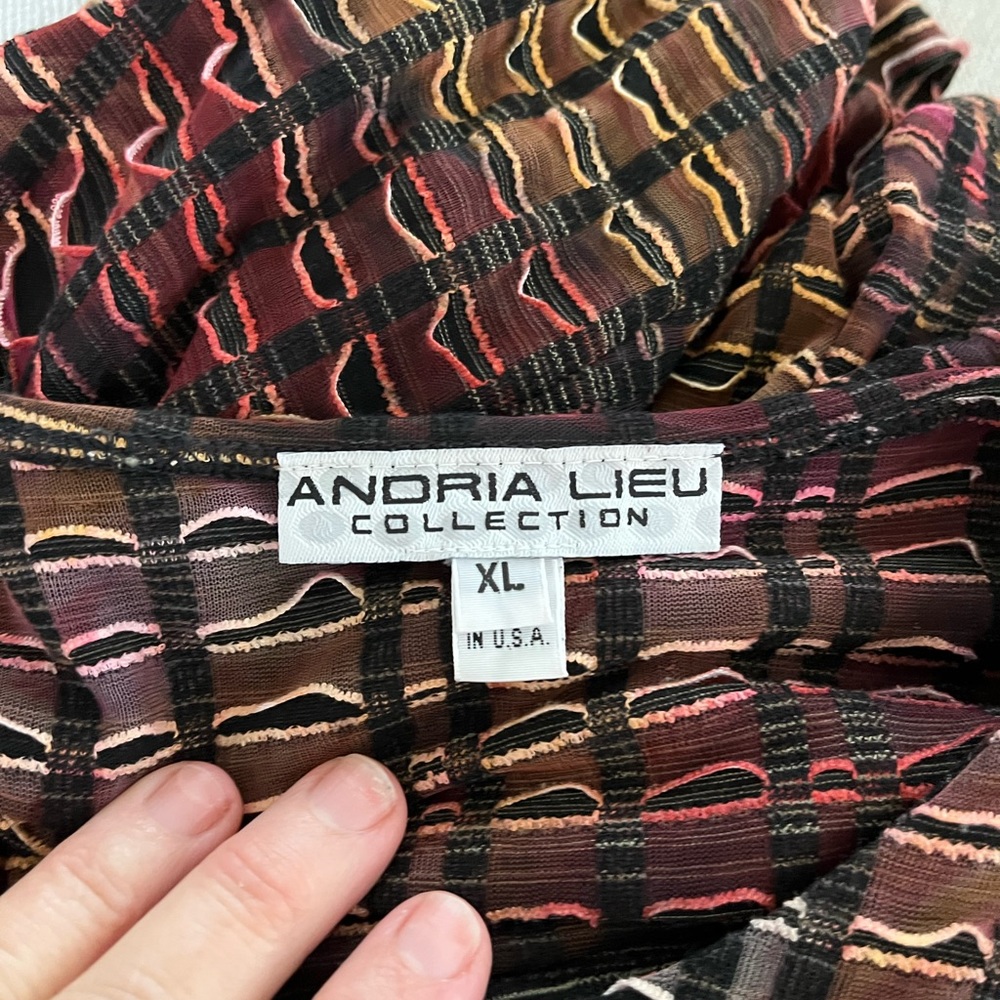 ANDRIA LIEU
COLLECTION
XL
IN U.S.A.